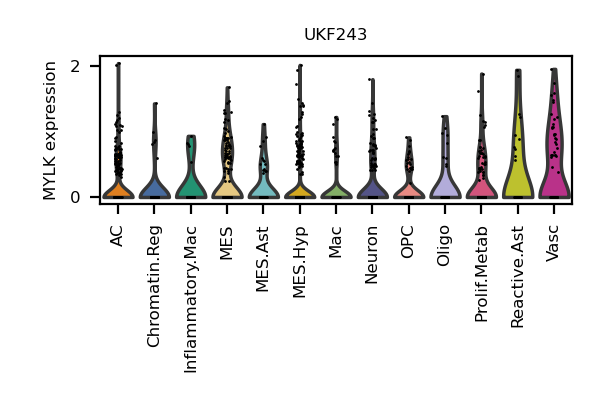 UKF243
MYLK expression
2
0
AC
Chromatin.Reg
Inflammatory.Mac
MES
MES.Ast
MES.Hyp
Mac
Neuron
OPC
Oligo
Prolif.Metab
Reactive.Ast
Vasc